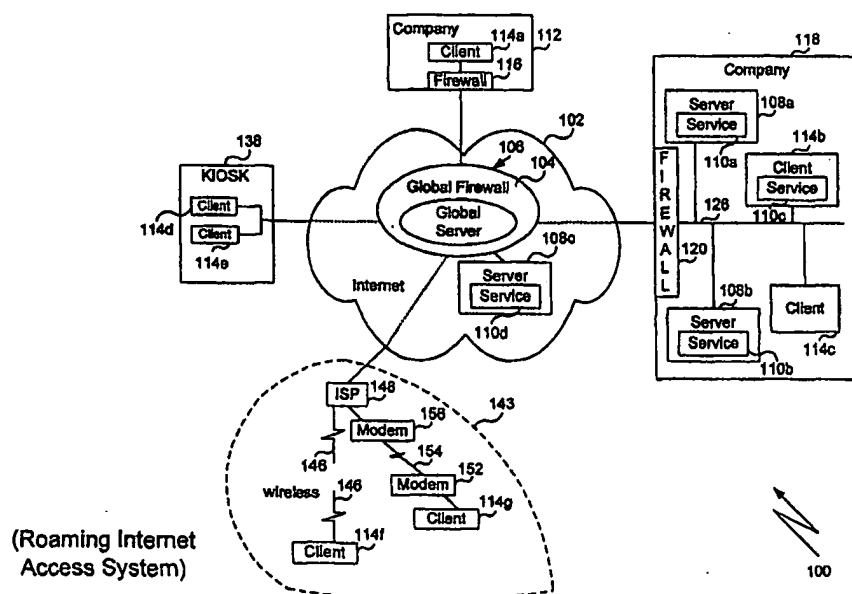 Company
114a
112
Client
116
Firewall
118
Company
Server
108a
Service
110a
114b
Client
Service
110c
FIREWALL
126
120
108b
Server
Service
110b
Client
114c
138
KIOSK
Client
114d
Client
114e
102
106
104
Global Firewall
Global
Server
108c
Server
Service
110d
Internet
ISP
148
143
Modem
156
154
146
146
wireless
152
Modem
Client
114g
Client
114f
(Roaming Internet
Access System)
100